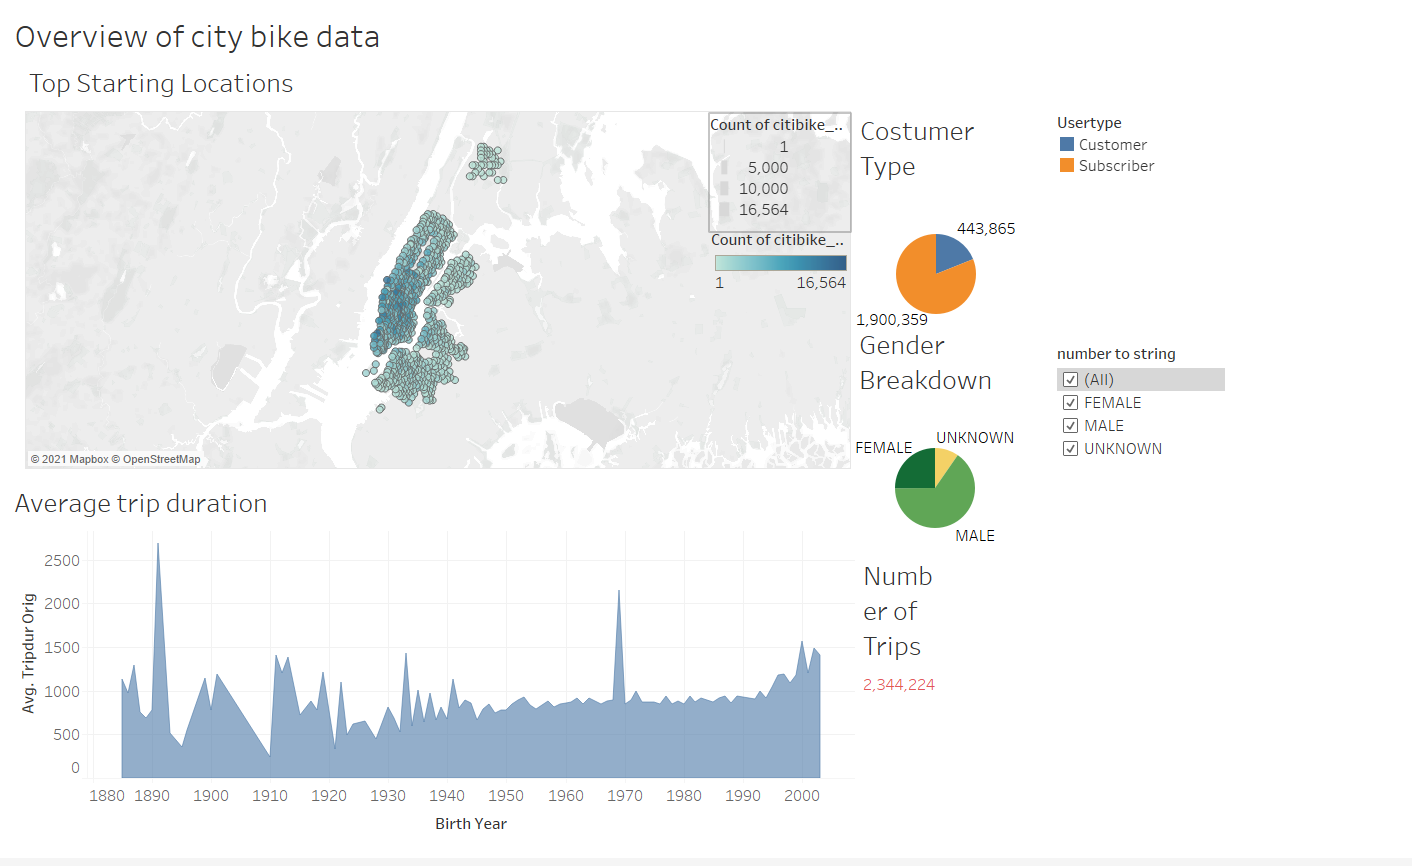 Overview of city bike data
Top Starting Locations
Count of citibike_..
1
5,000
10,000
16,564
Count of citibike_..
1 16,564
© 2021 Mapbox © OpenStreetMap
Costumer
Type
443,865
1,900,359
Usertype
Customer
Subscriber
Gender
Breakdown
FEMALE
UNKNOWN
MALE
number to string
(All)
FEMALE
MALE
UNKNOWN
Average trip duration
Avg. Tripdur Orig
2500
2000
1500
1000
500
0
1880 1890 1900 1910 1920 1930 1940 1950 1960 1970 1980 1990 2000
Birth Year
Numb
er of
Trips
2,344,224